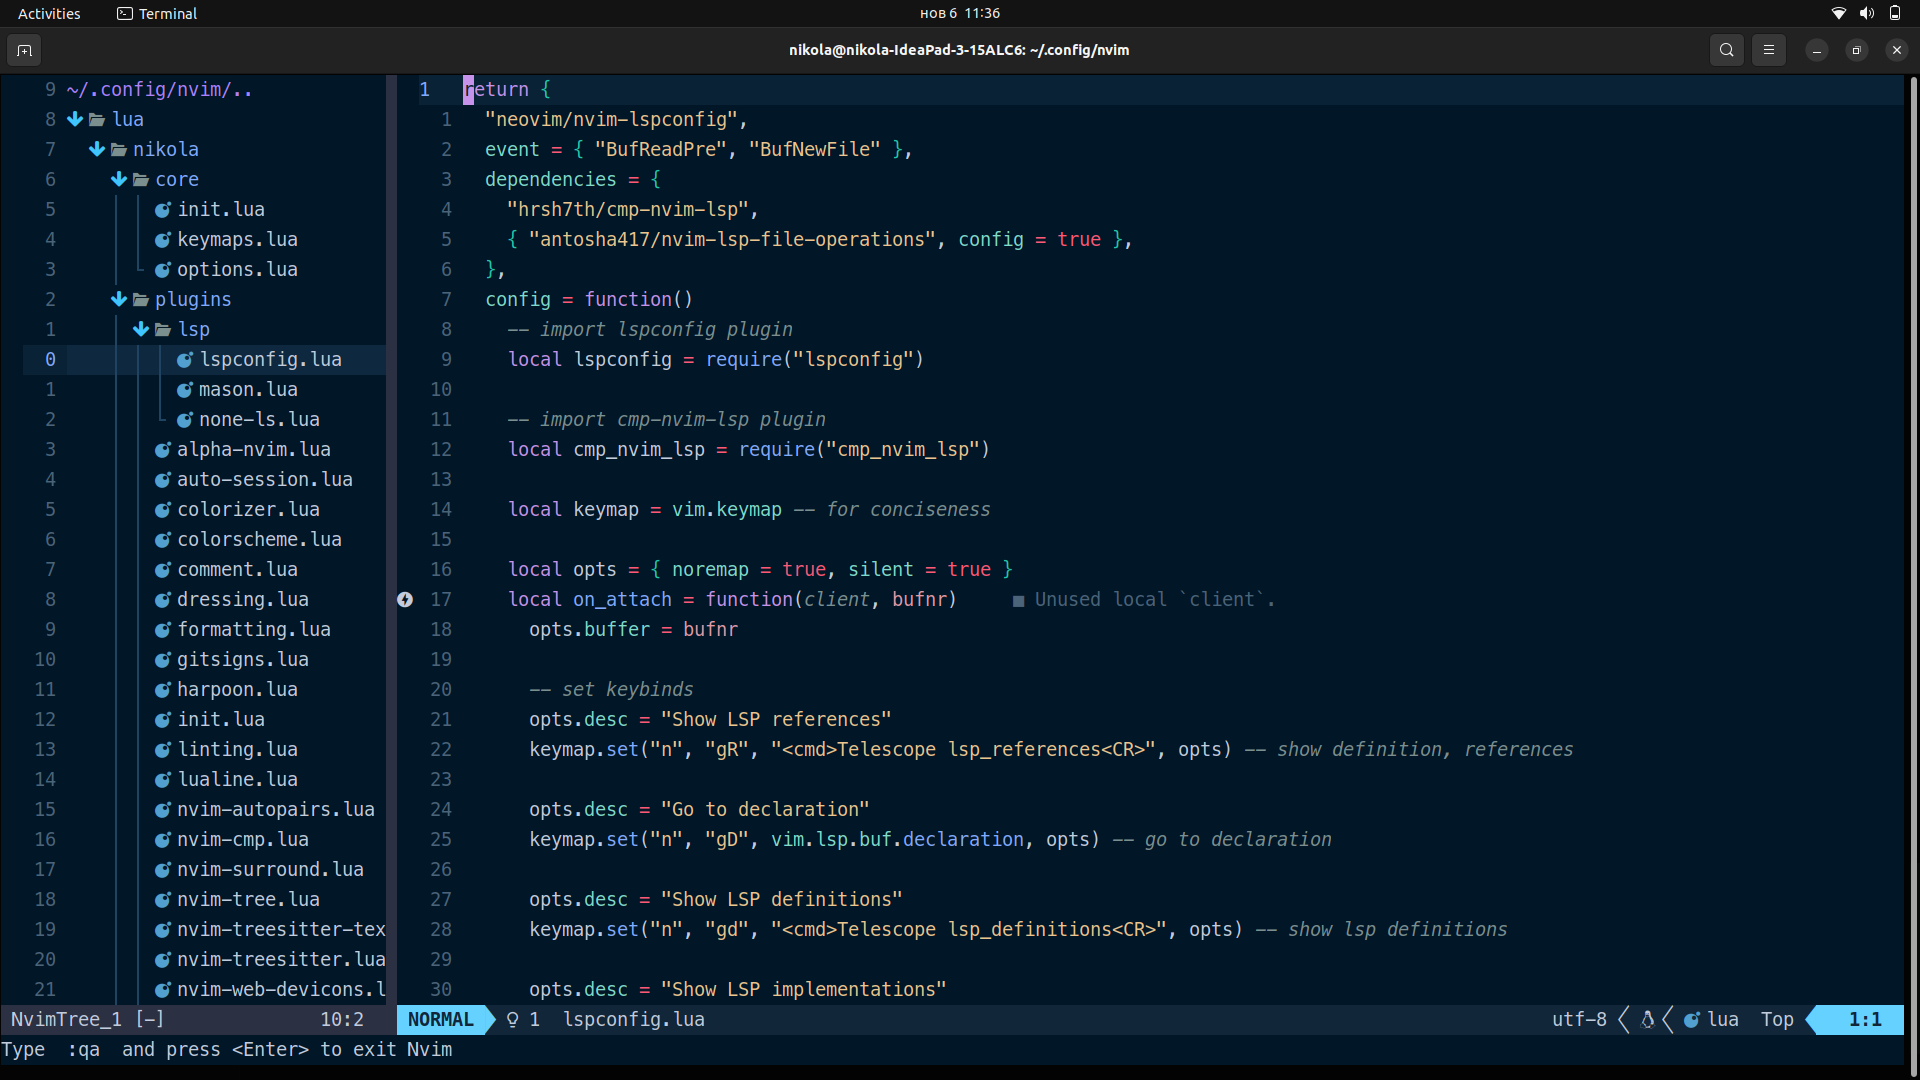 Activities Terminal нов 6 11:36
nikola@nikola-IdeaPad-3-15ALC6: ~/.config/nvim
9 ~/.config/nvim/..
8 lua
7 nikola
6 core
5 init.lua
4 keymaps.lua
3 options.lua
2 plugins
1 lsp
0 lspconfig.lua
1 mason.lua
2 none-ls.lua
3 alpha-nvim.lua
4 auto-session.lua
5 colorizer.lua
6 colorscheme.lua
7 comment.lua
8 dressing.lua
9 formatting.lua
10 gitsigns.lua
11 harpoon.lua
12 init.lua
13 linting.lua
14 lualine.lua
15 nvim-autopairs.lua
16 nvim-cmp.lua
17 nvim-surround.lua
18 nvim-tree.lua
19 nvim-treesitter-tex
20 nvim-treesitter.lua
21 nvim-web-devicons.l
NvimTree_1 [-] 10:2
1 return {
1 "neovim/nvim-lspconfig",
2 event = { "BufReadPre", "BufNewFile" },
3 dependencies = {
4 "hrsh7th/cmp-nvim-lsp",
5 { "antosha417/nvim-lsp-file-operations", config = true },
6 },
7 config = function()
8 -- import lspconfig plugin
9 local lspconfig = require("lspconfig")
10
11 -- import cmp-nvim-lsp plugin
12 local cmp_nvim_lsp = require("cmp_nvim_lsp")
13
14 local keymap = vim.keymap -- for conciseness
15
16 local opts = { noremap = true, silent = true }
17 local on_attach = function(client, bufnr) ■ Unused local `client`.
18 opts.buffer = bufnr
19
20 -- set keybinds
21 opts.desc = "Show LSP references"
22 keymap.set("n", "gR", "<cmd>Telescope lsp_references<CR>", opts) -- show definition, references
23
24 opts.desc = "Go to declaration"
25 keymap.set("n", "gD", vim.lsp.buf.declaration, opts) -- go to declaration
26
27 opts.desc = "Show LSP definitions"
28 keymap.set("n", "gd", "<cmd>Telescope lsp_definitions<CR>", opts) -- show lsp definitions
29
30 opts.desc = "Show LSP implementations"
NORMAL 1 lspconfig.lua utf-8 lua Top 1:1
Type :qa and press <Enter> to exit Nvim